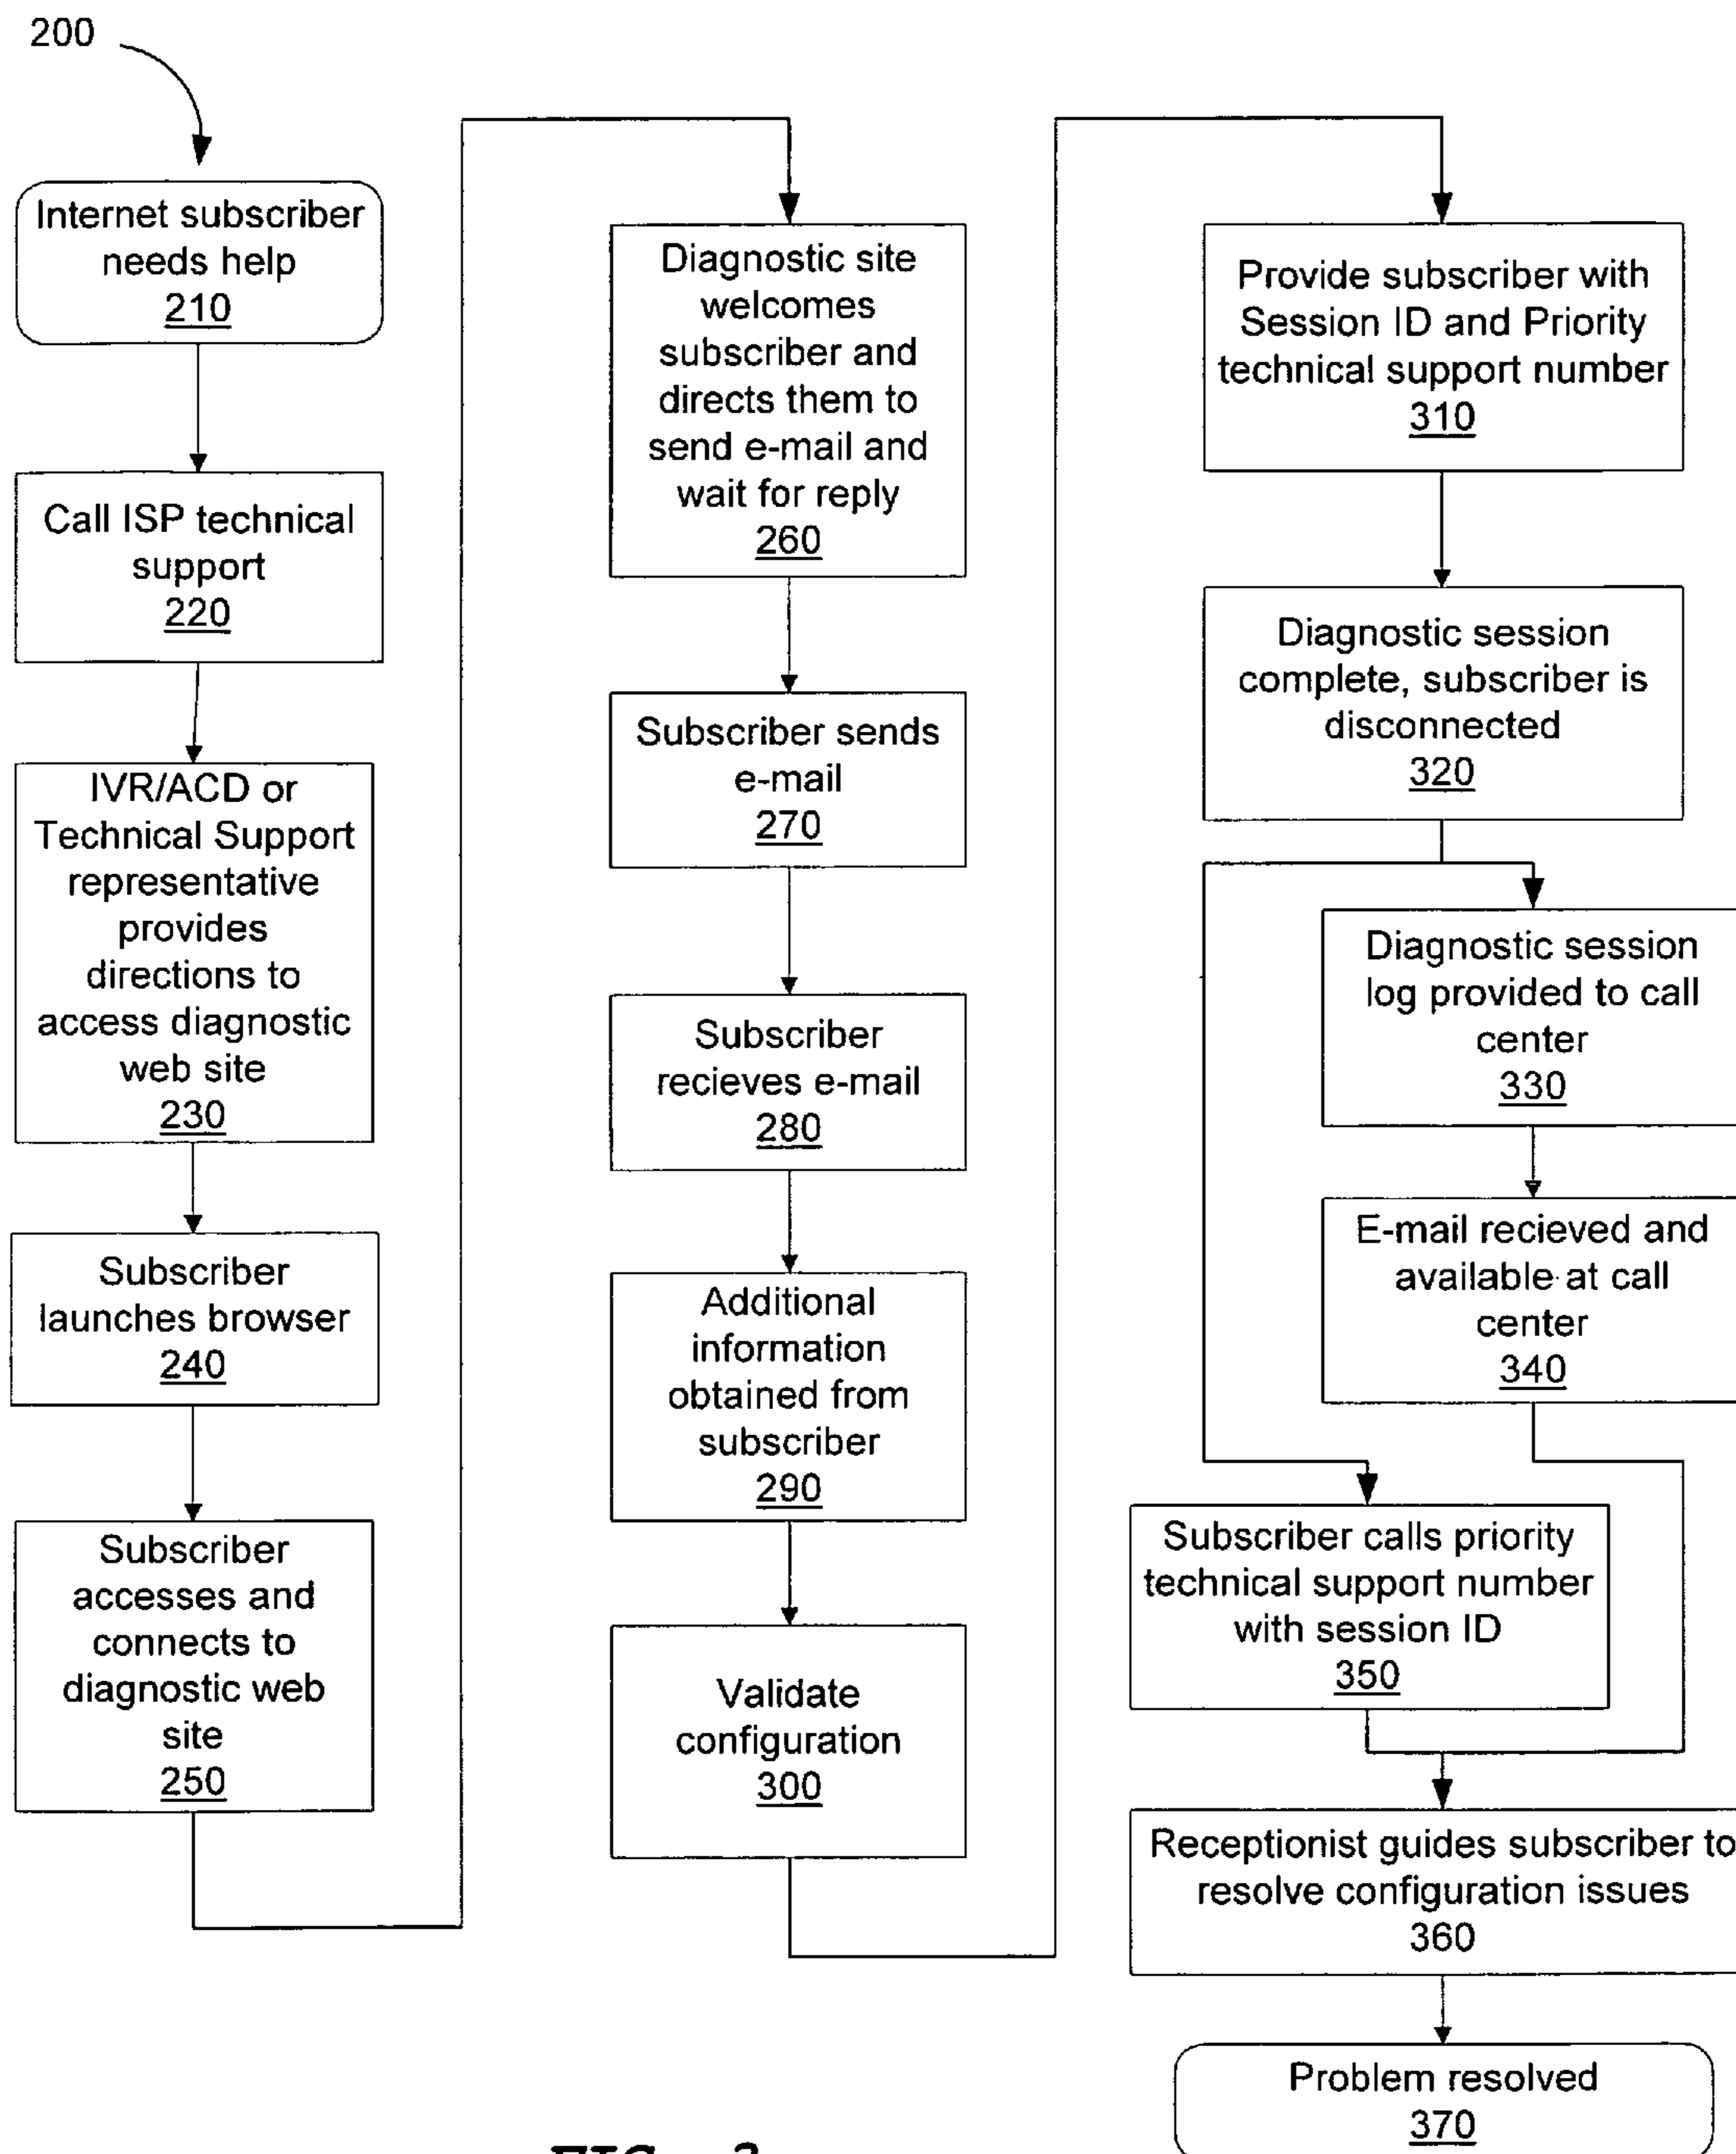 200
Internet subscriber
needs help
210
Call ISP technical
support
220
IVR/ACD or
Technical Support
representative
provides
directions to
access diagnostic
web site
230
Subscriber
launches browser
240
Subscriber
accesses and
connects to
diagnostic web
site
250
Diagnostic site
welcomes
subscriber and
directs them to
send e-mail and
wait for reply
260
Subscriber sends
e-mail
270
Subscriber
recieves e-mail
280
Additional
information
obtained from
subscriber
290
Validate
configuration
300
Provide subscriber with
Session ID and Priority
technical support number
310
Diagnostic session
complete, subscriber is
disconnected
320
Diagnostic session
log provided to call
center
330
E-mail recieved and
available at call
center
340
Subscriber calls priority
technical support number
with session ID
350
Receptionist guides subscriber to
resolve configuration issues
360
Problem resolved
370